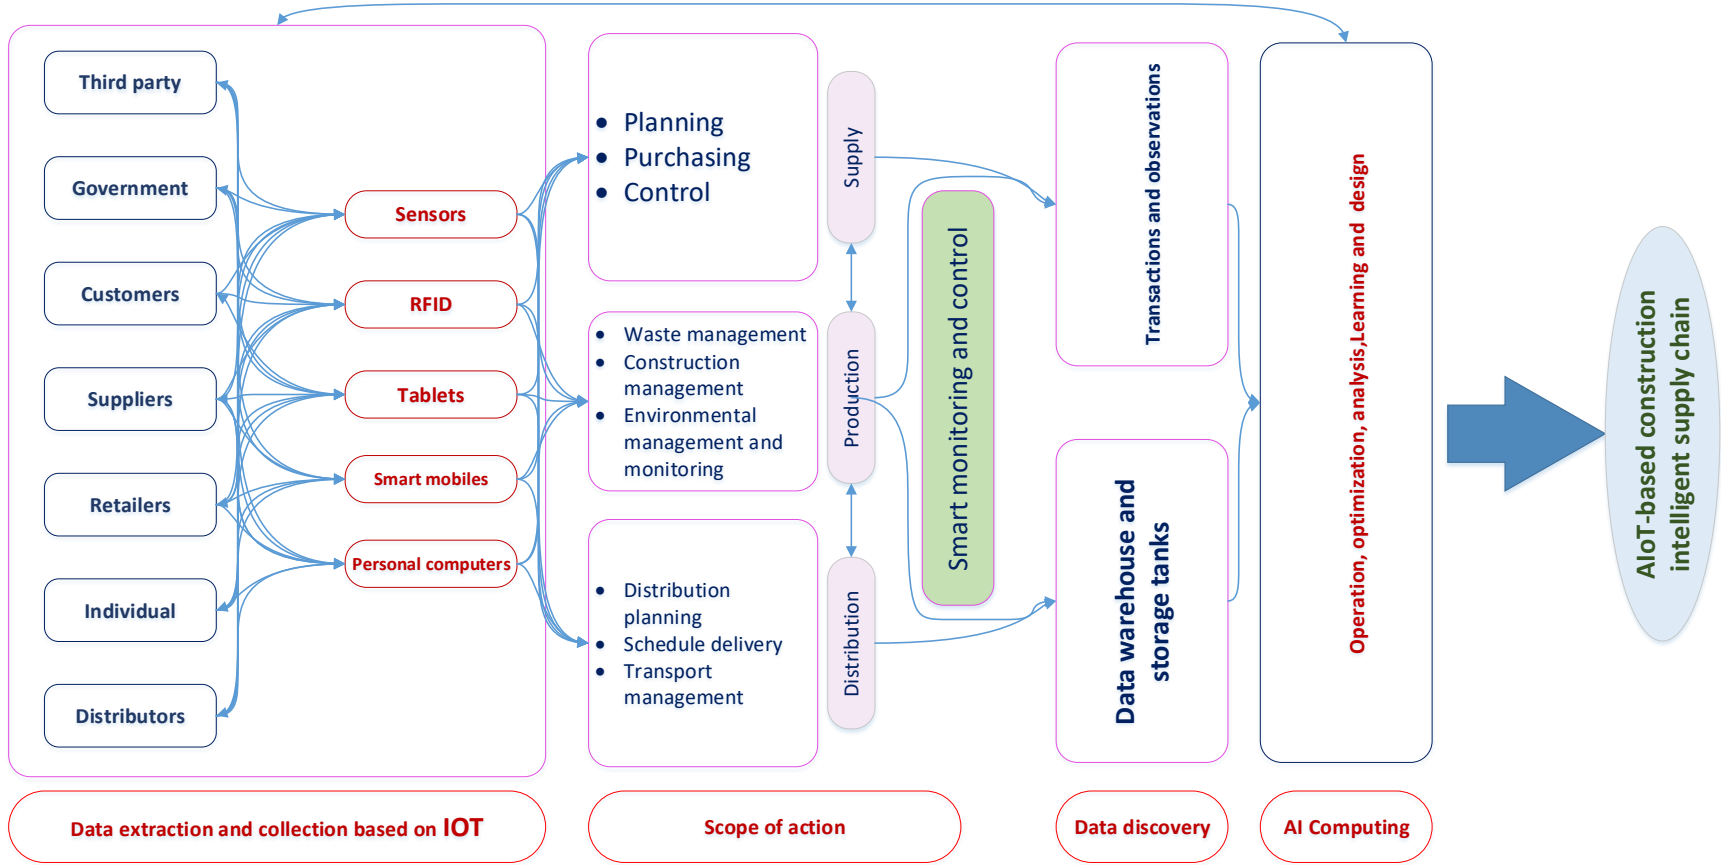 Third party
Government
Customers
Suppliers
Retailers
Individual
Distributors
Sensors
RFID
Tablets
Smart mobiles
Personal computers
• Planning
• Purchasing
• Control
• Waste management
• Construction
management
• Environmental
management and
monitoring
• Distribution
planning
• Schedule delivery
• Transport
management
Supply
Production
Distribution
Smart monitoring and control
Transactions and observations
Data warehouse and
storage tanks
Operation, optimization, analysis,Learning and design
AIoT-based construction
intelligent supply chain
Data extraction and collection based on IOT
Scope of action
Data discovery
AI Computing